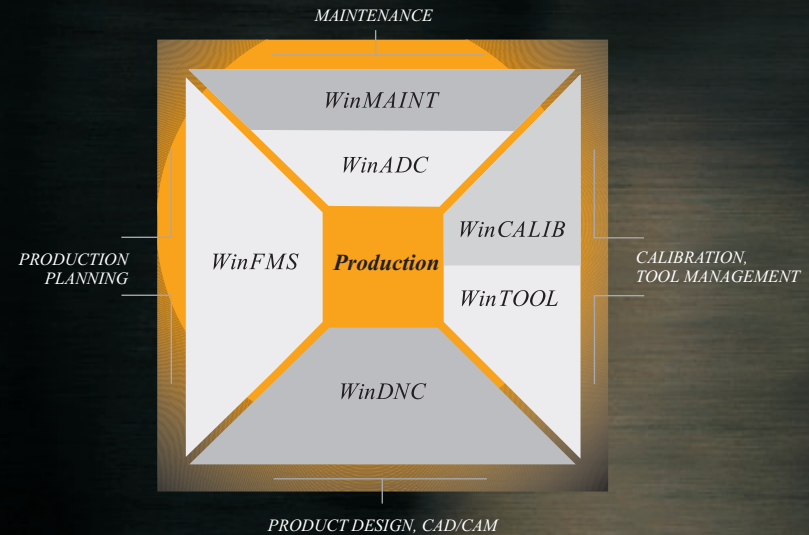 MAINTENANCE
WinMAINT
WinADC
WinCALIB
PRODUCTION
PLANNING
WinFMS
Production
CALIBRATION,
TOOL MANAGEMENT
WinTOOL
WinDNC
PRODUCT DESIGN, CAD/CAM